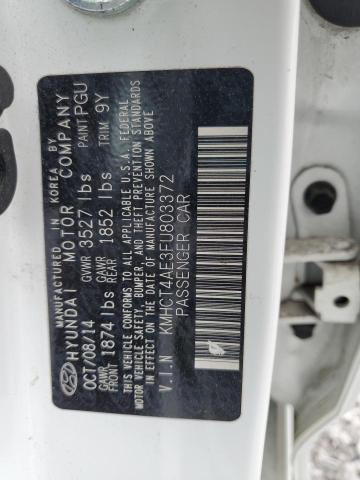 MANUFACTURED IN KOREA BY
HYUNDAI MOTOR COMPANY
OCT/08/14 GVWR 3527 lbs PAINT PGU
GAWR FRONT 1874 lbs GAWR REAR 1852 lbs TRIM 9Y
THIS VEHICLE CONFORMS TO ALL APPLICABLE U.S.A. FEDERAL
MOTOR VEHICLE SAFETY, BUMPER, AND THEFT PREVENTION STANDARDS
IN EFFECT ON THE DATE OF MANUFACTURE SHOWN ABOVE.
V.I.N KMHCT4AE3FU803372
PASSENGER CAR